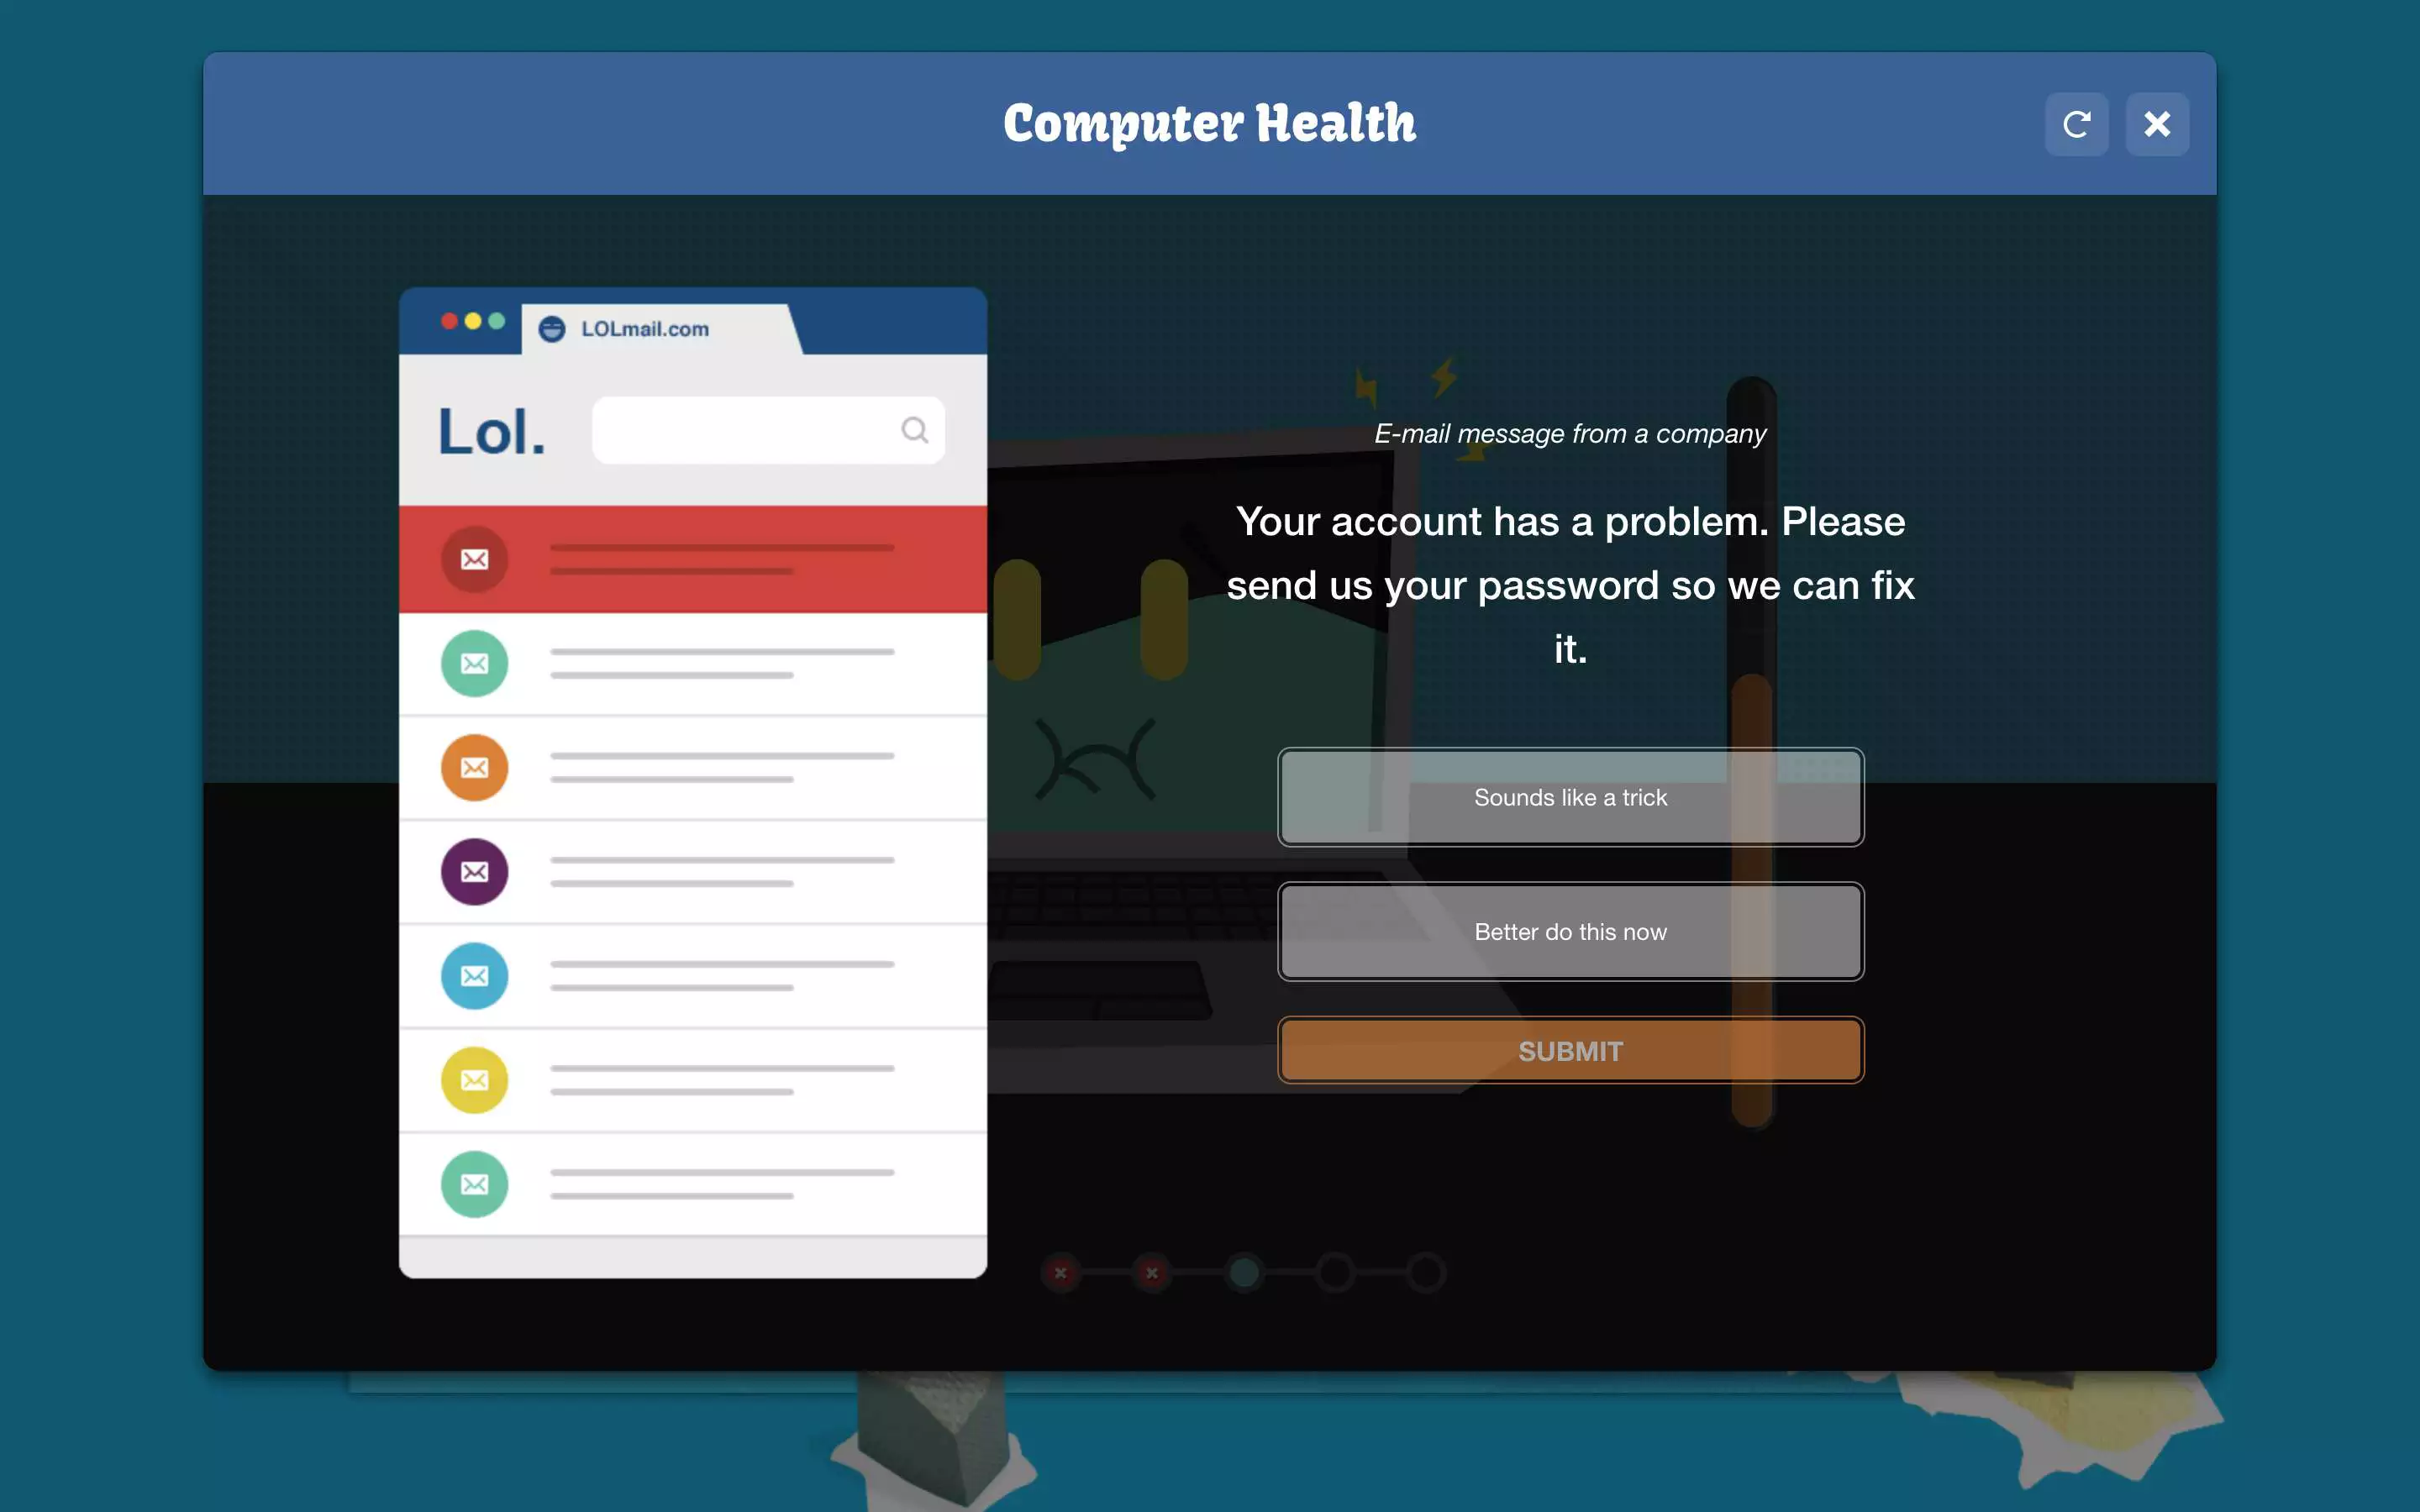 Computer Health
LOLmail.com
Lol.
E-mail message from a company
Your account has a problem. Please
send us your password so we can fix
it.
Sounds like a trick
Better do this now
SUBMIT